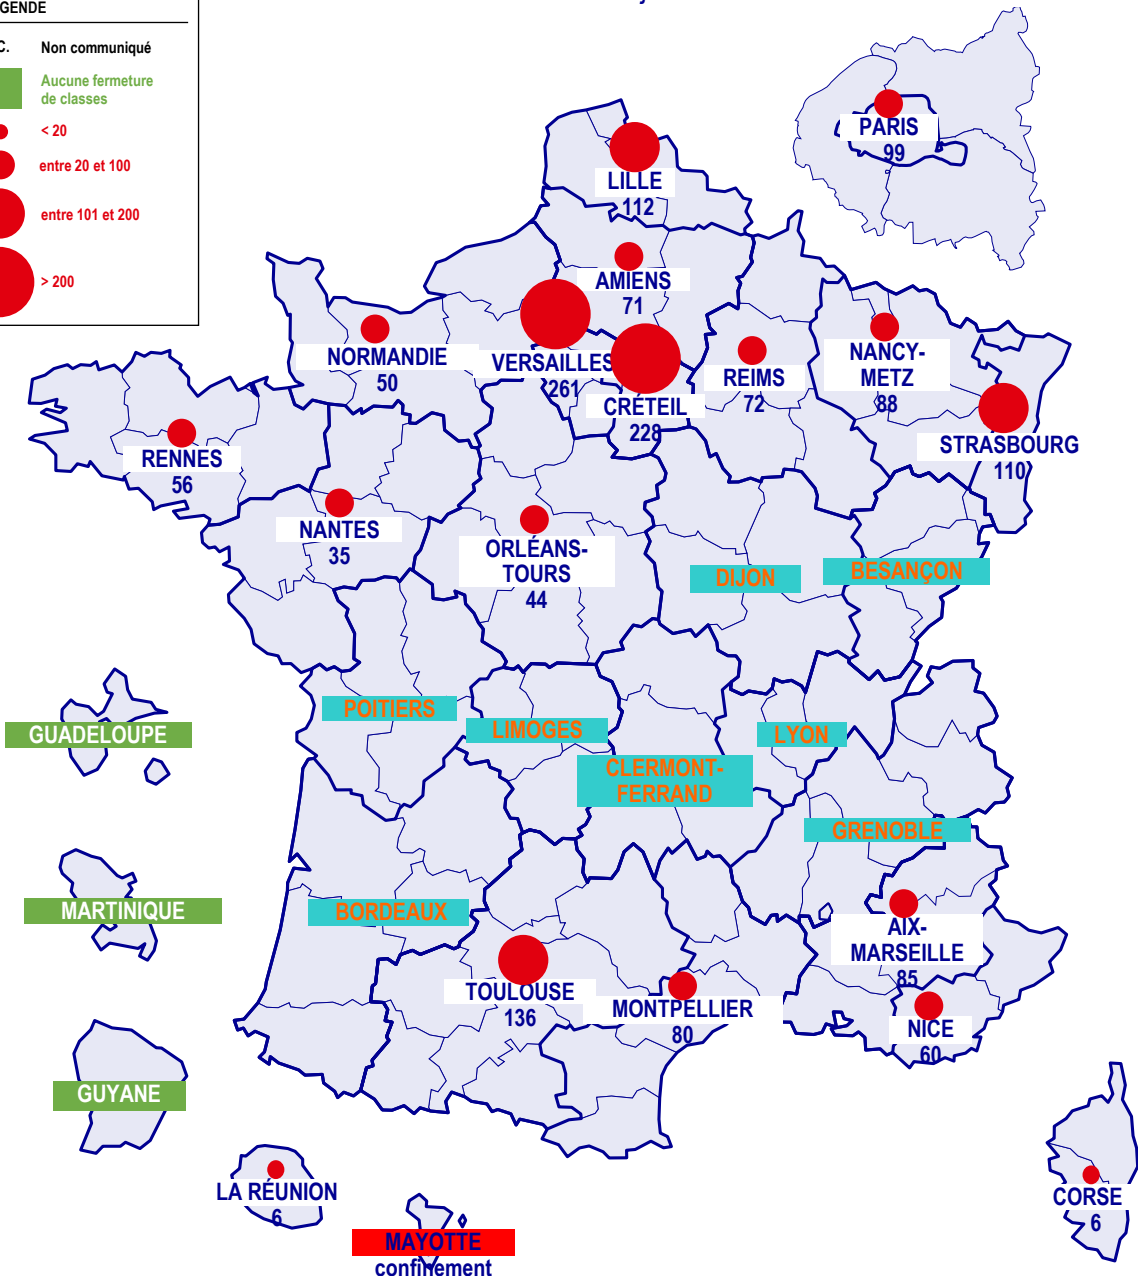 GENDE
C. Non communiqué
Aucune fermeture
de classes
< 20
entre 20 et 100
entre 101 et 200
> 200
PARIS
99
LILLE
112
AMIENS
71
NORMANDIE
50
VERSAILLES
261
CRÉTEIL
228
REIMS
72
NANCY-
METZ
88
STRASBOURG
110
RENNES
56
NANTES
35
ORLÉANS-
TOURS
44
DIJON
BESANÇON
POITIERS
LIMOGES
LYON
CLERMONT-
FERRAND
GRENOBLE
BORDEAUX
GUADELOUPE
MARTINIQUE
GUYANE
TOULOUSE
136
MONTPELLIER
80
AIX-
MARSEILLE
85
NICE
60
LA RÉUNION
6
MAYOTTE
confinement
CORSE
6